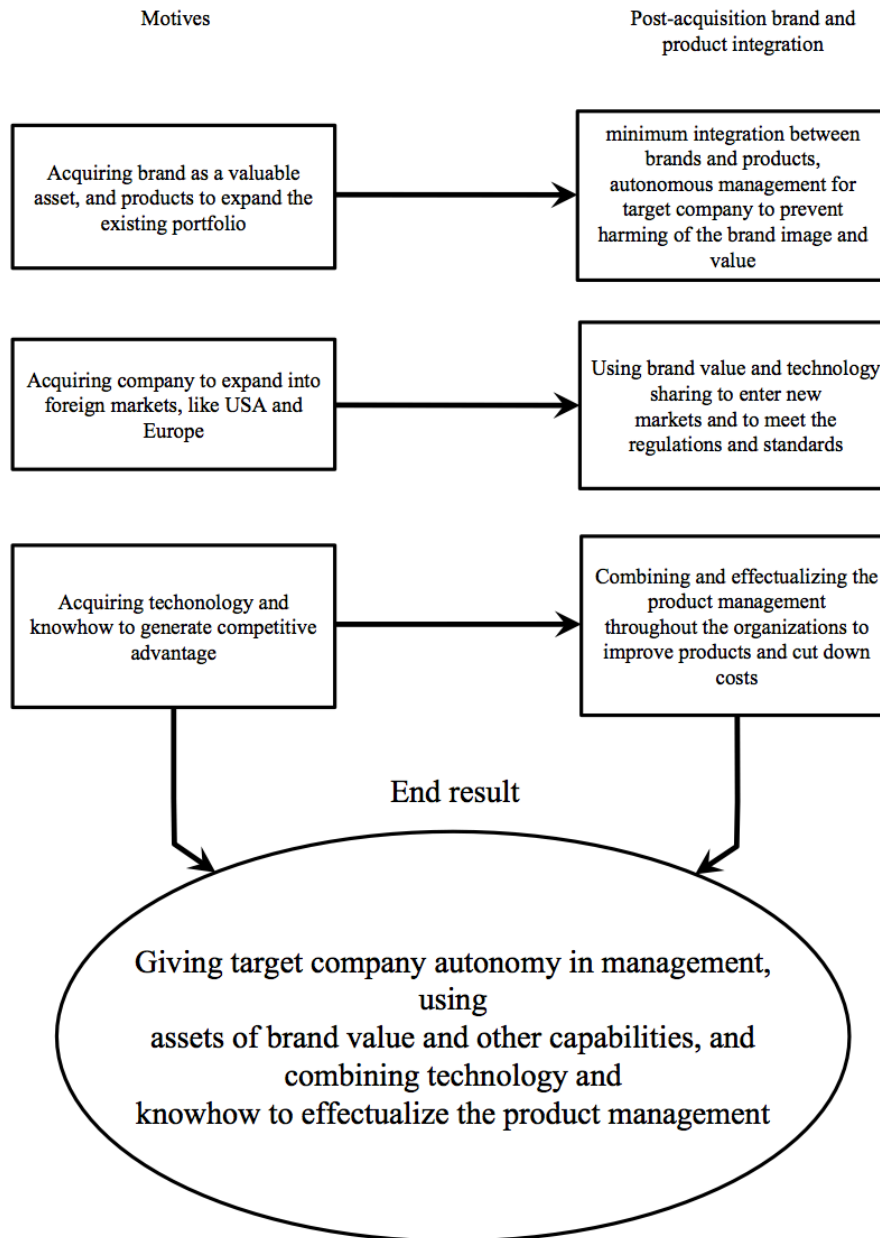 Motives
Post-acquisition brand and
product integration
Acquiring brand as a valuable
asset, and products to expand the
existing portfolio
minimum integration between
brands and products,
autonomous management for
target company to prevent
harming of the brand image and
value
Acquiring company to expand into
foreign markets, like USA and
Europe
Using brand value and technology
sharing to enter new
markets and to meet the
regulations and standards
Acquiring techonology and
knowhow to generate competitive
advantage
Combining and effectualizing the
product management
throughout the organizations to
improve products and cut down
costs
End result
Giving target company autonomy in management,
using
assets of brand value and other capabilities, and
combining technology and
knowhow to effectualize the product management